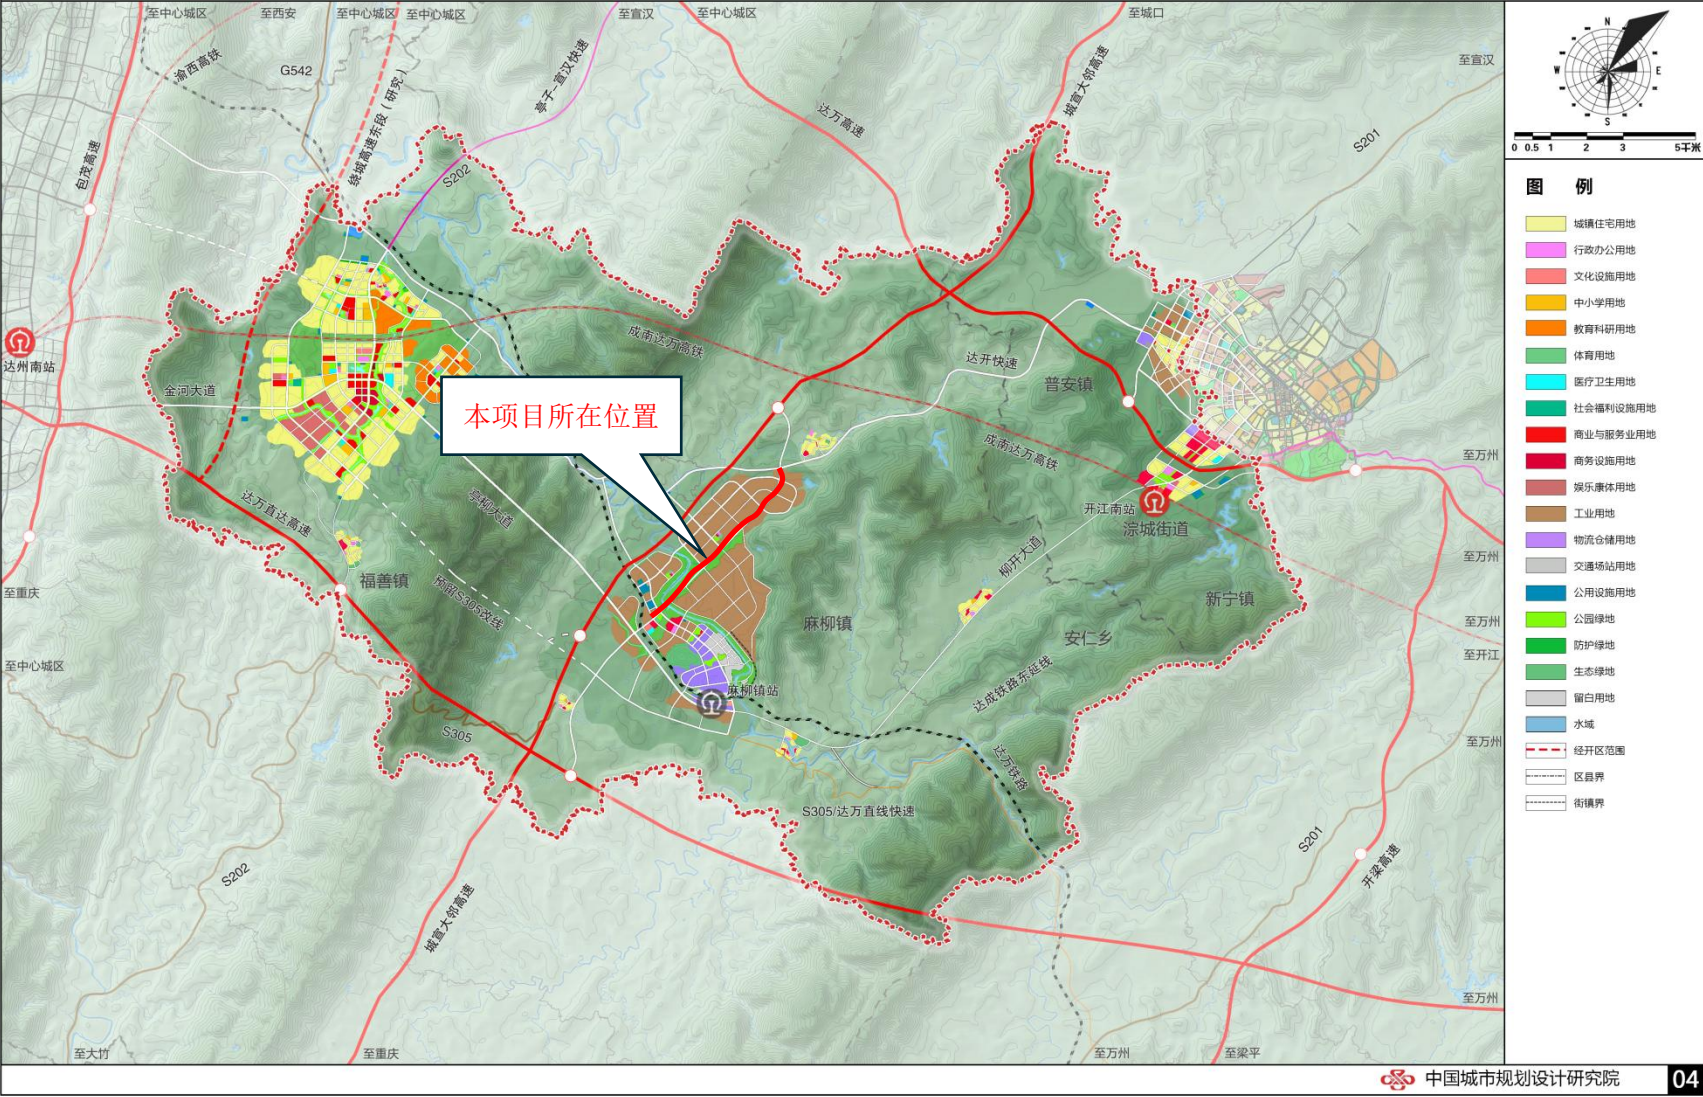 至中心城区
至西安
至中心城区
至中心城区
至宣汉
至中心城区
至城口
至宣汉
渝西高铁
G542
绕城高速东段（研究）
亭子-宣汉快速
达万高速
城宣大邻高速
S201
包茂高速
S202
达州南站
金河大道
成南达万高铁
达开快速
普安镇
本项目所在位置
成南达万高铁
开江南站
浣城街道
至万州
达万直达高速
亭柳大道
福善镇
预留S305改线
柳开大道
至万州
至重庆
麻柳镇
新宁镇
至万州
安仁乡
至开江
至中心城区
麻柳镇站
达成铁路东延线
S305
达万铁路
至万州
S305/达万直线快速
S201
开梁高速
S202
城宣大邻高速
至万州
至大竹
至重庆
至万州
至梁平
N
W
E
S
0 0.5 1 2 3 5千米
图 例
城镇住宅用地
行政办公用地
文化设施用地
中小学用地
教育科研用地
体育用地
医疗卫生用地
社会福利设施用地
商业与服务业用地
商务设施用地
娱乐康体用地
工业用地
物流仓储用地
交通场站用地
公用设施用地
公园绿地
防护绿地
生态绿地
留白用地
水域
经开区范围
区县界
街镇界
中国城市规划设计研究院
04